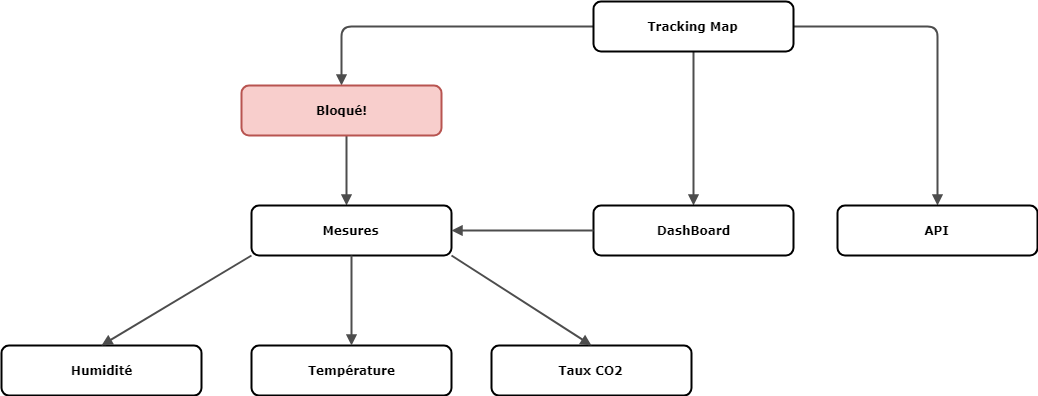 Tracking Map
Bloqué!
Mesures
DashBoard
API
Humidité
Température
Taux CO2